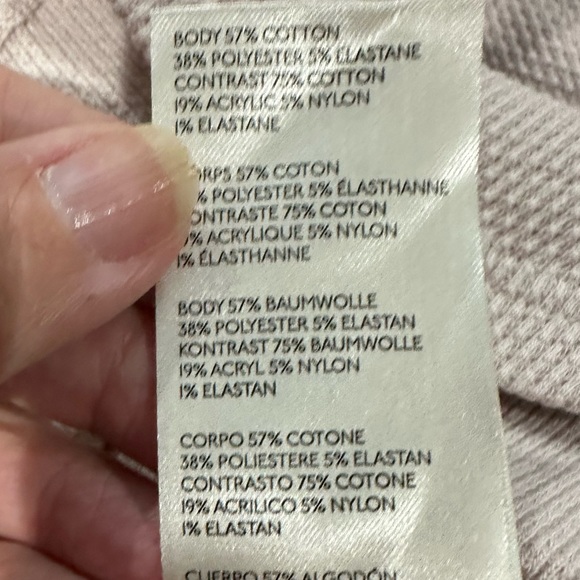 BODY 57% COTTON
38% POLYESTER 5% ELASTANE
CONTRAST 75% COTTON
19% ACRYLIC 5% NYLON
1% ELASTANE
57% COTON
% POLYESTER 5% ÉLASTHANNE
ONTRASTE 75% COTON
% ACRYLIQUE 5% NYLON
1% ÉLASTHANNE
BODY 57% BAUMWOLLE
38% POLYESTER 5% ELASTAN
KONTRAST 75% BAUMWOLLE
19% ACRYL 5% NYLON
1% ELASTAN
CORPO 57% COTONE
38% POLIESTERE 5% ELASTAN
CONTRASTO 75% COTONE
19% ACRILICO 5% NYLON
1% ELASTAN
CUERPO 57% ALGODÓN